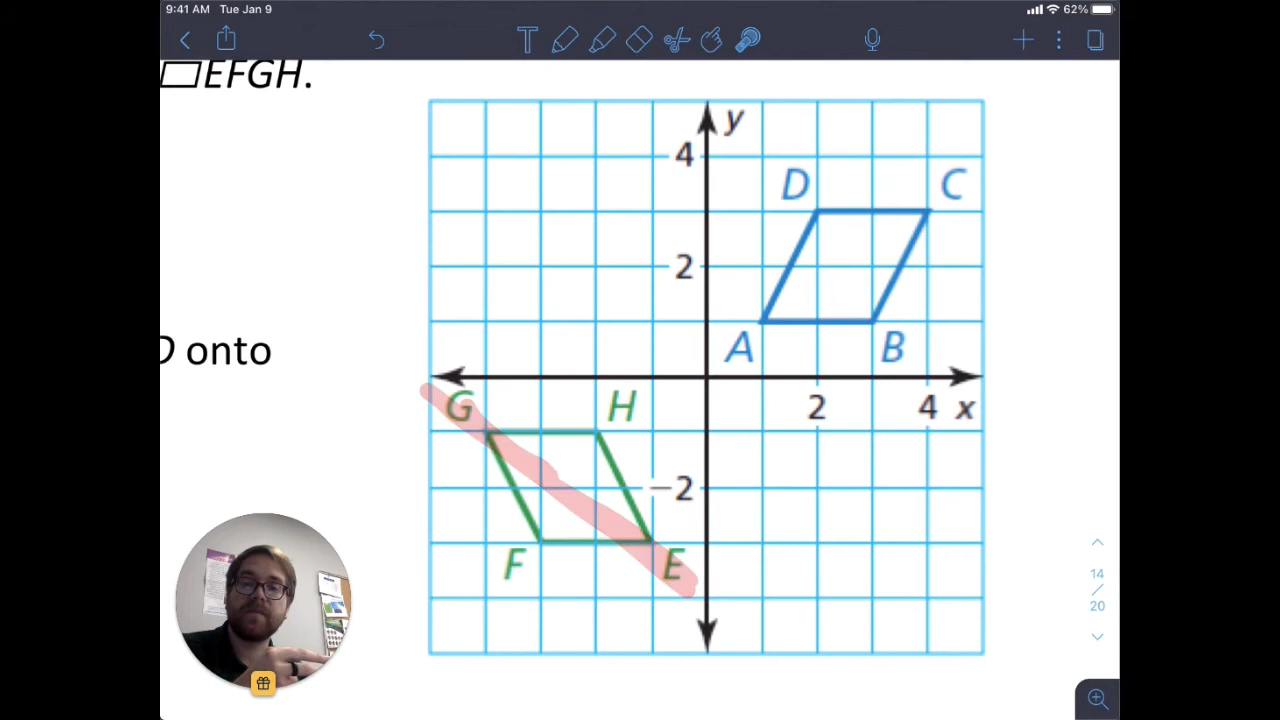 9:41 AM Tue Jan 9
62%
▱EFGH.
y
4
D C
2
A B
D onto
G H
2 4 x
−2
F E
14
/
20